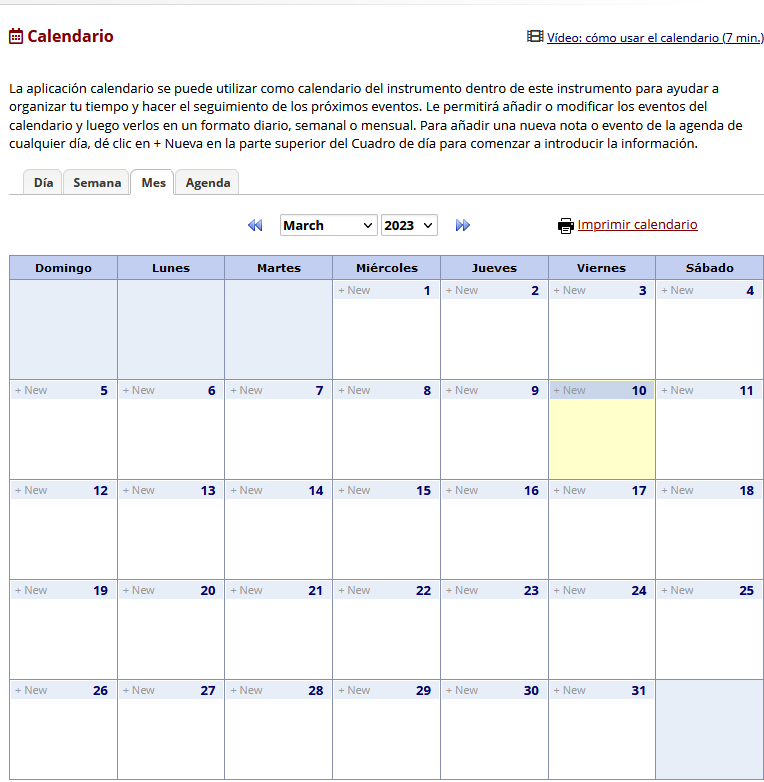 Calendario
Vídeo: cómo usar el calendario (7 min.)
La aplicación calendario se puede utilizar como calendario del instrumento dentro de este instrumento para ayudar a
organizar tu tiempo y hacer el seguimiento de los próximos eventos. Le permitirá añadir o modificar los eventos del
calendario y luego verlos en un formato diario, semanal o mensual. Para añadir una nueva nota o evento de la agenda de
cualquier día, dé clic en + Nueva en la parte superior del Cuadro de día para comenzar a introducir la información.
Día Semana Mes Agenda
March 2023 Imprimir calendario
Domingo Lunes Martes Miércoles Jueves Viernes Sábado
+ New 1 + New 2 + New 3 + New 4
+ New 5 + New 6 + New 7 + New 8 + New 9 + New 10 + New 11
+ New 12 + New 13 + New 14 + New 15 + New 16 + New 17 + New 18
+ New 19 + New 20 + New 21 + New 22 + New 23 + New 24 + New 25
+ New 26 + New 27 + New 28 + New 29 + New 30 + New 31